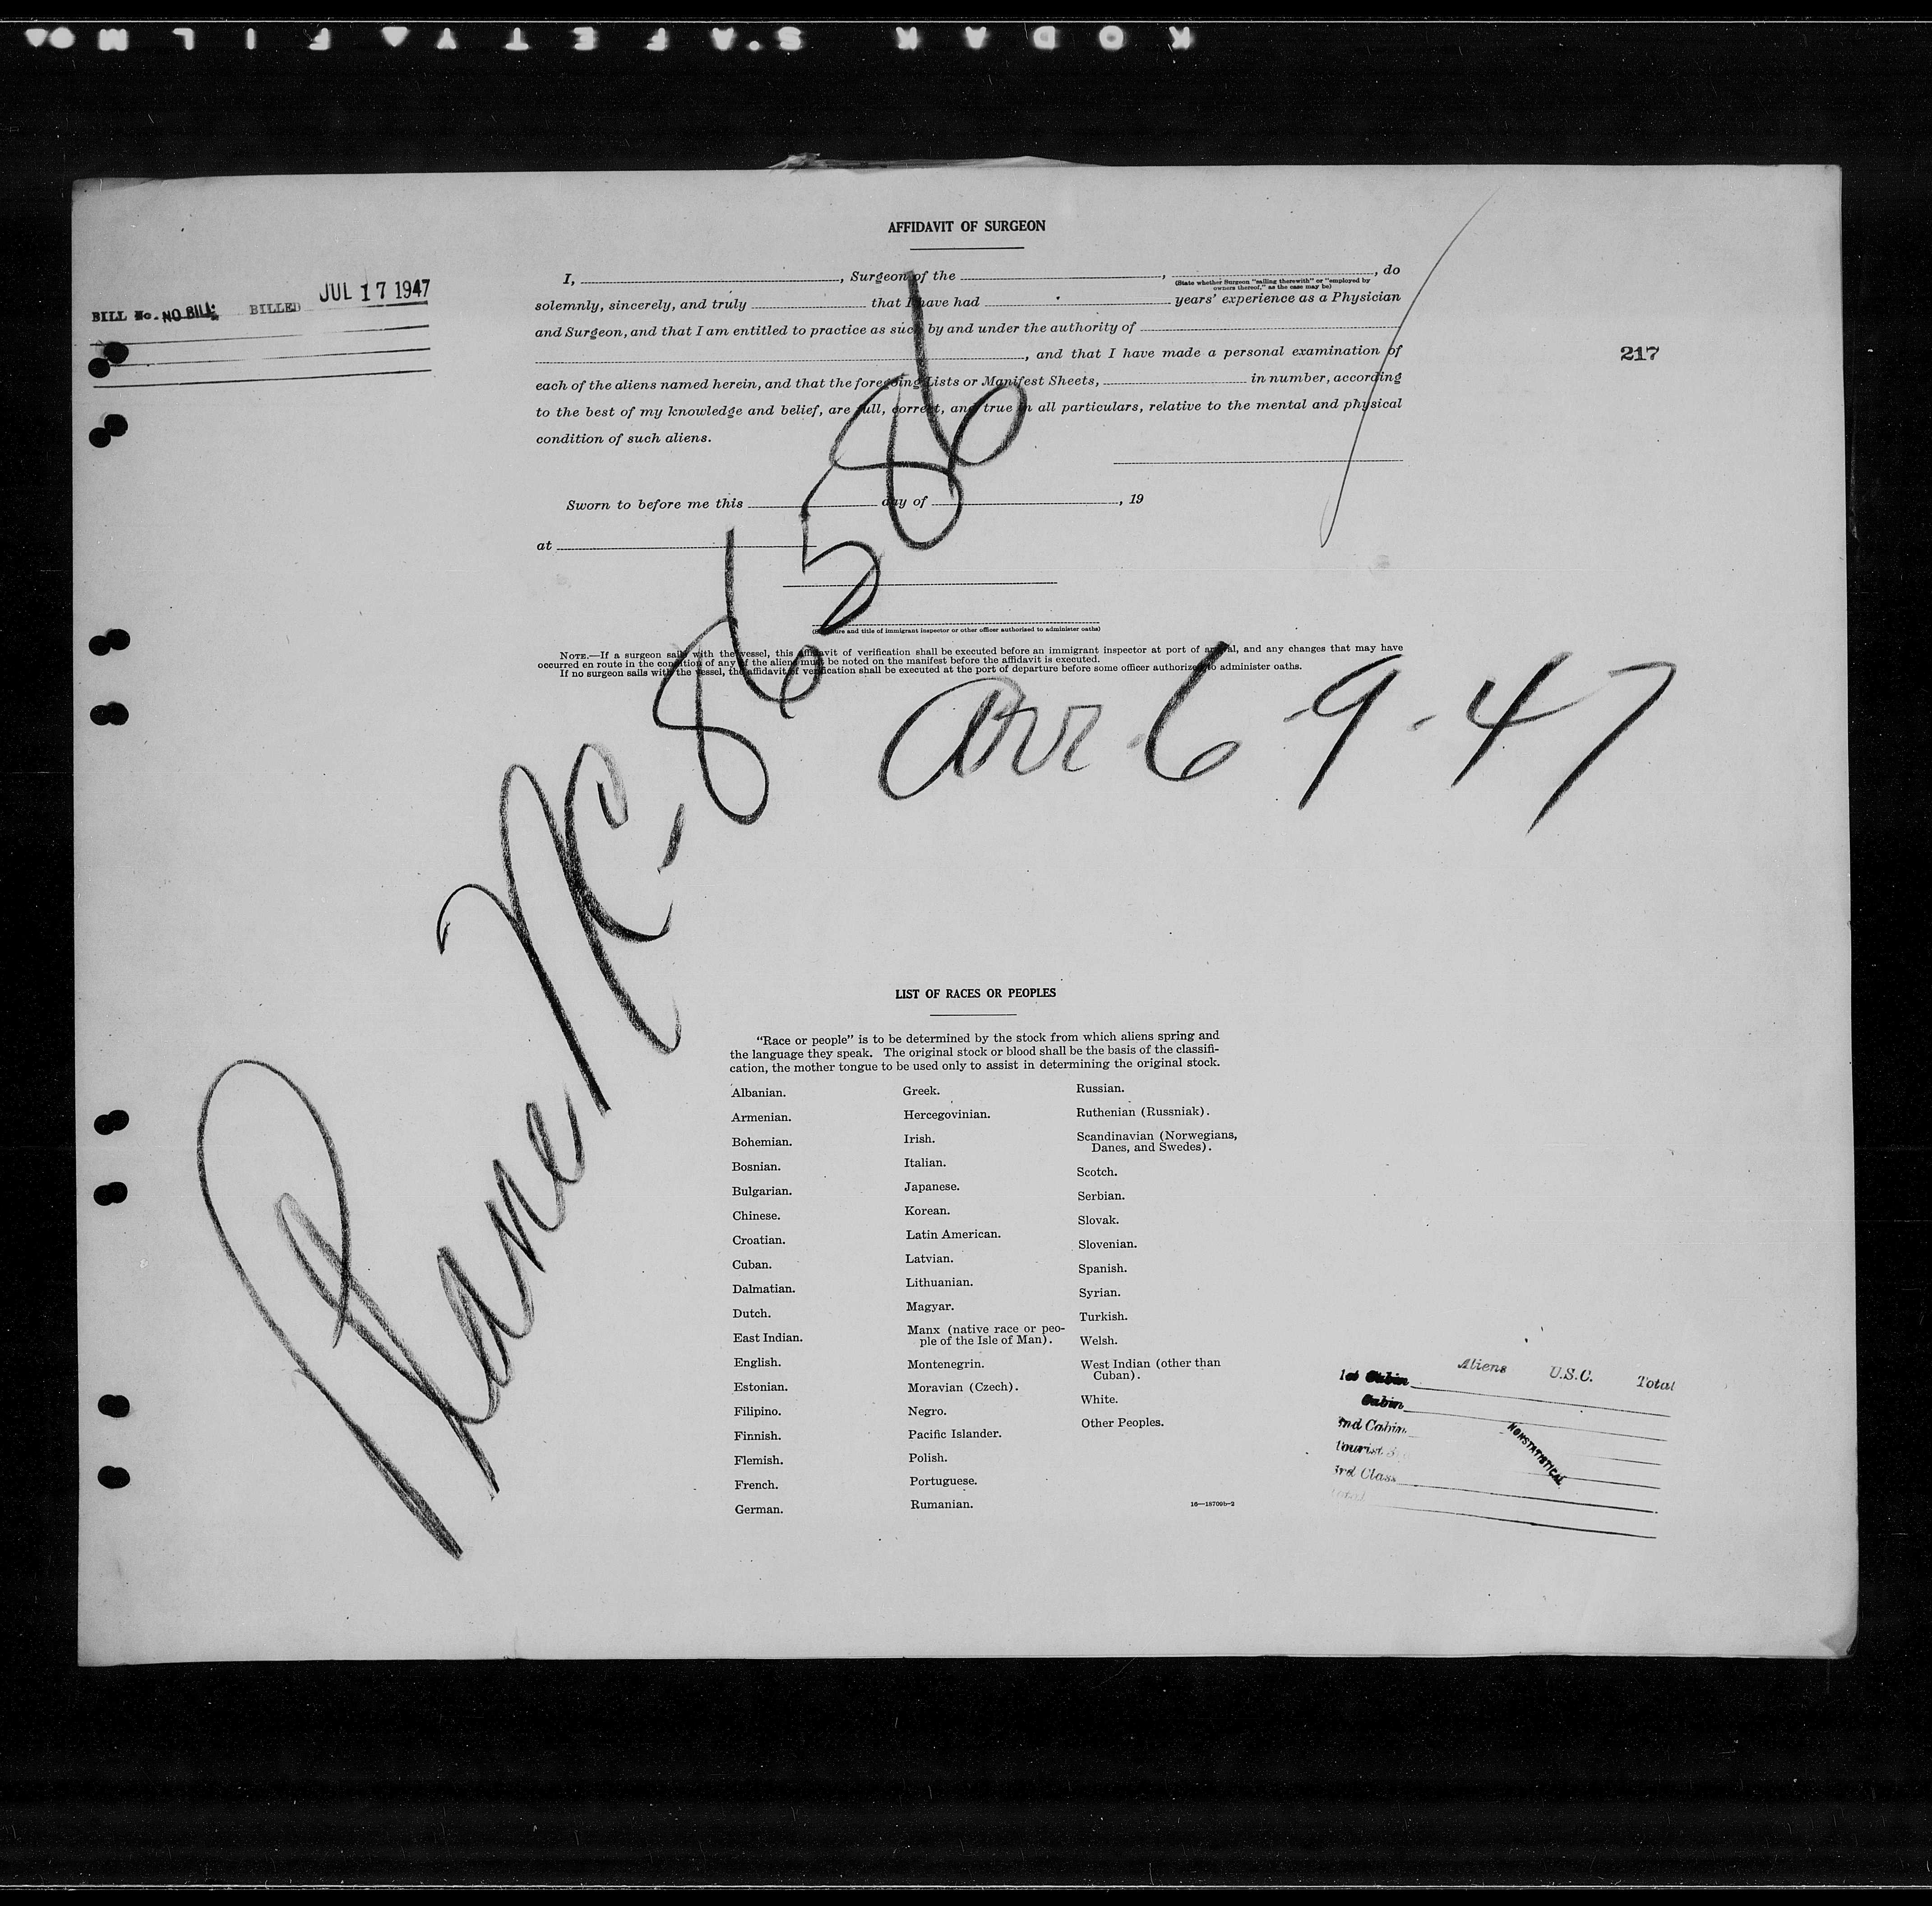 KODAK SAFETY FILM
AFFIDAVIT OF SURGEON
I, , Surgeon of the , , do
(State whether Surgeon "sailing therewith" or "employed by
owners thereof," as the case may be)
solemnly, sincerely, and truly that I have had years' experience as a Physician
and Surgeon, and that I am entitled to practice as such by and under the authority of
, and that I have made a personal examination of
each of the aliens named herein, and that the foregoing Lists or Manifest Sheets, in number, according
to the best of my knowledge and belief, are full, correct, and true in all particulars, relative to the mental and physical
condition of such aliens.
Sworn to before me this day of , 19
at
(Signature and title of immigrant inspector or other officer authorized to administer oaths)
NOTE.—If a surgeon sails with the vessel, this affidavit of verification shall be executed before an immigrant inspector at port of arrival, and any changes that may have
occurred en route in the condition of any of the aliens must be noted on the manifest before the affidavit is executed.
If no surgeon sails with the vessel, the affidavit of verification shall be executed at the port of departure before some officer authorized to administer oaths.
BILL No. NO BILL BILLED JUL 17 1947
217
Plane NC-86586
Arr-6-9-47
LIST OF RACES OR PEOPLES
"Race or people" is to be determined by the stock from which aliens spring and
the language they speak. The original stock or blood shall be the basis of the classifi-
cation, the mother tongue to be used only to assist in determining the original stock.
Albanian.
Armenian.
Bohemian.
Bosnian.
Bulgarian.
Chinese.
Croatian.
Cuban.
Dalmatian.
Dutch.
East Indian.
English.
Estonian.
Filipino.
Finnish.
Flemish.
French.
German.
Greek.
Hercegovinian.
Irish.
Italian.
Japanese.
Korean.
Latin American.
Latvian.
Lithuanian.
Magyar.
Manx (native race or peo-
ple of the Isle of Man).
Montenegrin.
Moravian (Czech).
Negro.
Pacific Islander.
Polish.
Portuguese.
Rumanian.
Russian.
Ruthenian (Russniak).
Scandinavian (Norwegians,
Danes, and Swedes).
Scotch.
Serbian.
Slovak.
Slovenian.
Spanish.
Syrian.
Turkish.
Welsh.
West Indian (other than
Cuban).
White.
Other Peoples.
16—18709b-2
Aliens U.S.C. Total
1st Cabin
Cabin
2nd Cabin
Tourist
3rd Class
Total
NONSTATISTICAL